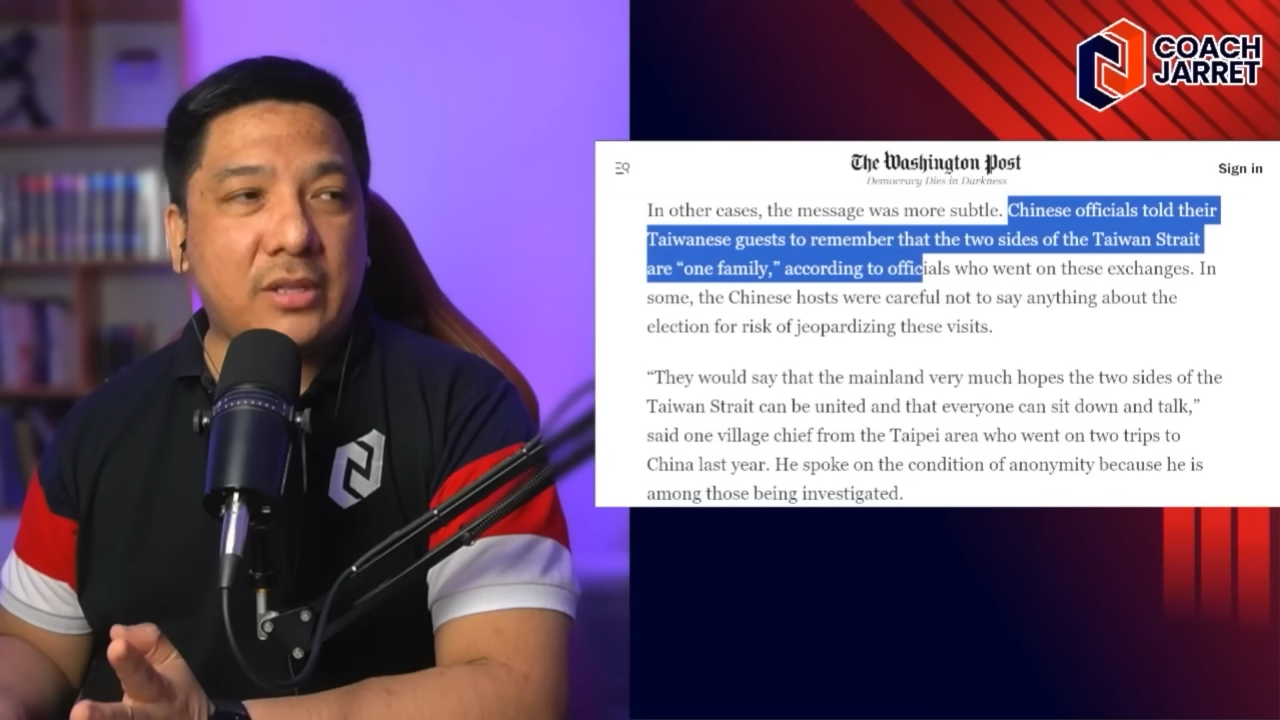 COACH
JARRET
The Washington Post
Democracy Dies in Darkness
Sign in
In other cases, the message was more subtle. Chinese officials told their
Taiwanese guests to remember that the two sides of the Taiwan Strait
are “one family,” according to officials who went on these exchanges. In
some, the Chinese hosts were careful not to say anything about the
election for risk of jeopardizing these visits.
“They would say that the mainland very much hopes the two sides of the
Taiwan Strait can be united and that everyone can sit down and talk,”
said one village chief from the Taipei area who went on two trips to
China last year. He spoke on the condition of anonymity because he is
among those being investigated.